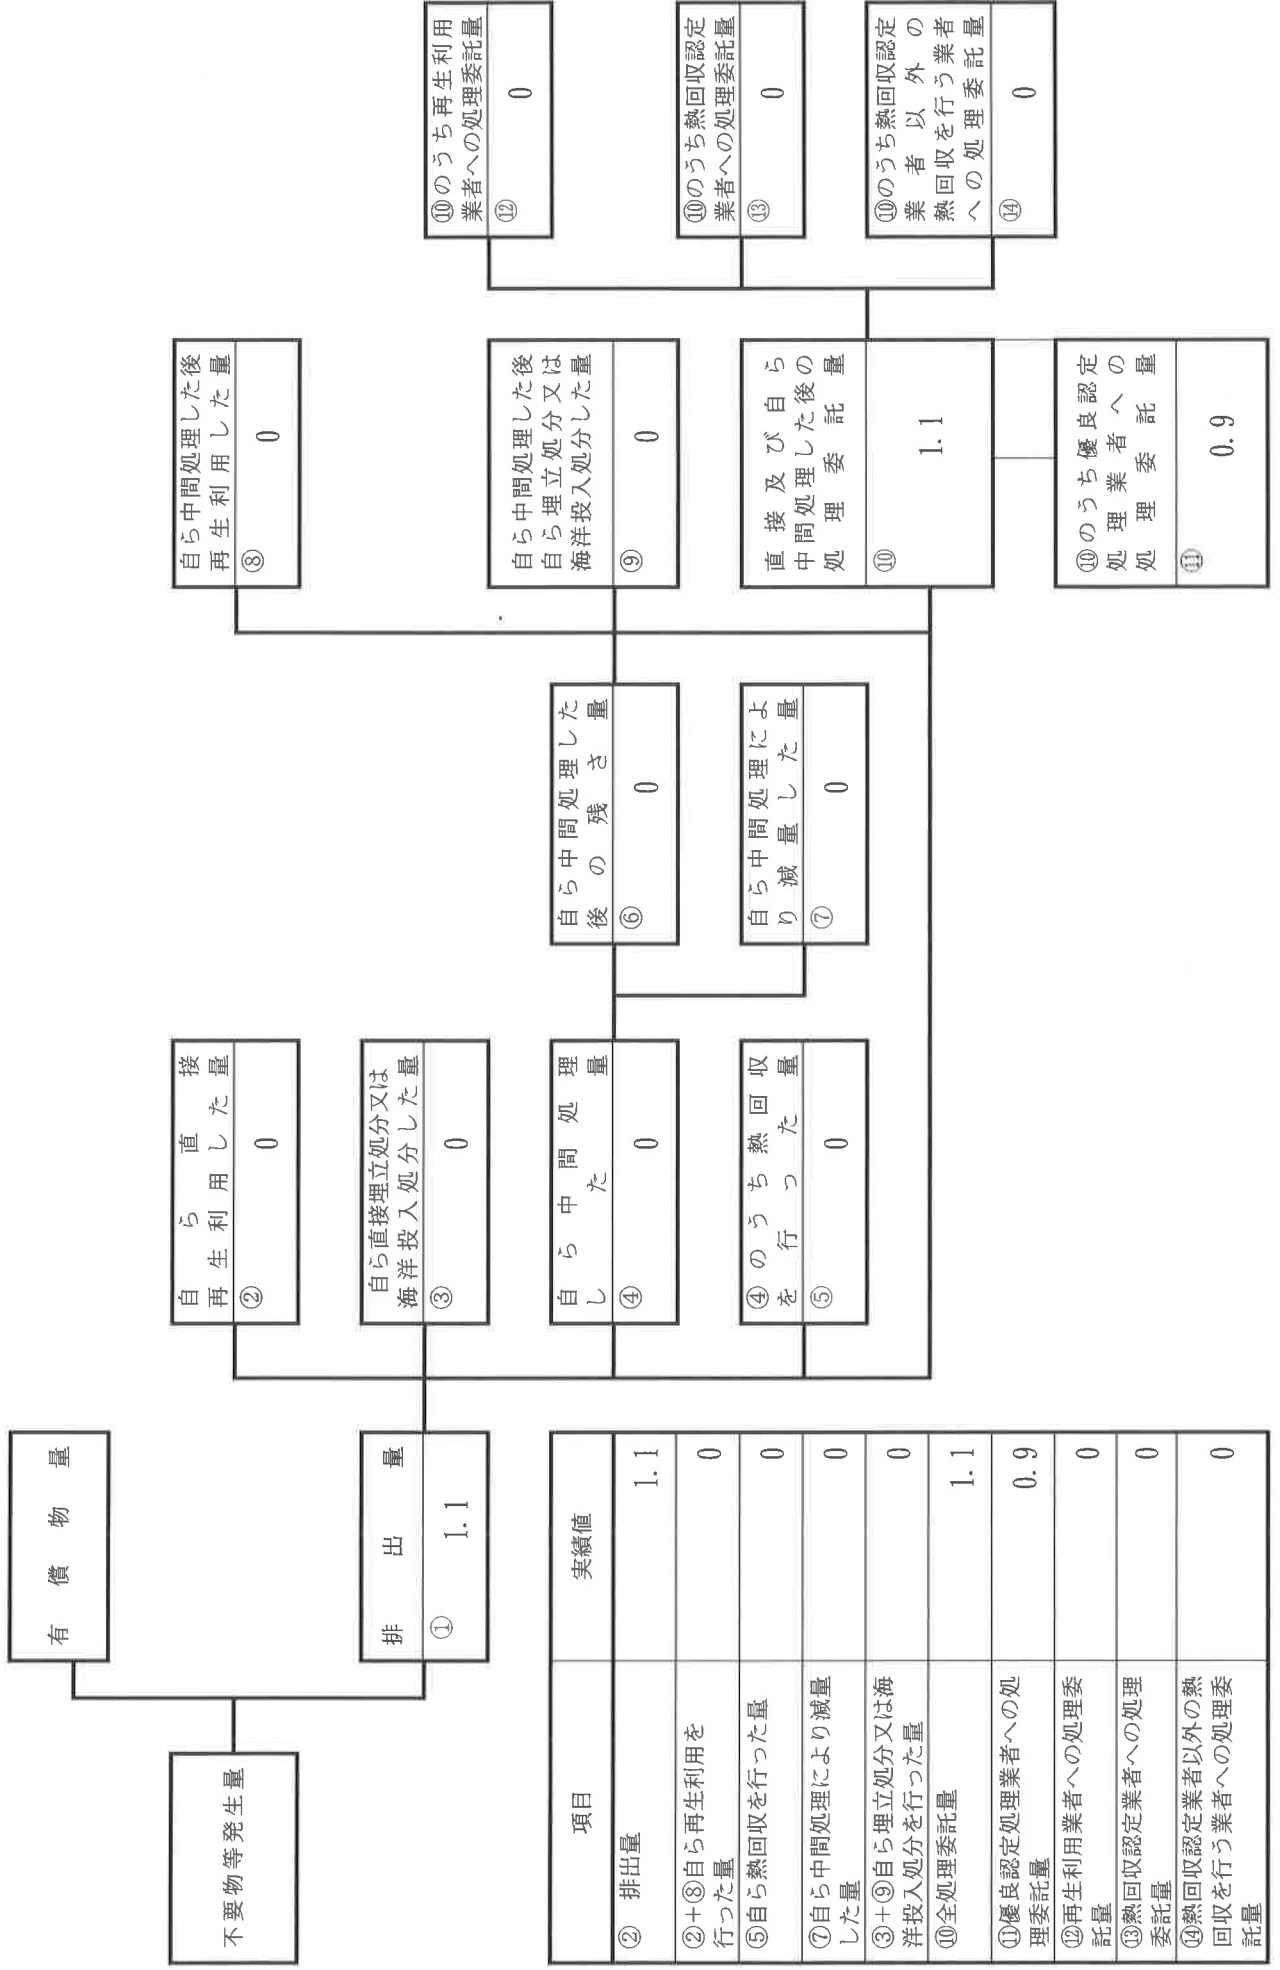 不要物等発生量
有償物量
排出量
① 1.1
自ら直接
再生利用した量
② 0
自ら直接埋立処分又は
海洋投入処分した量
③ 0
自ら中間処理
した量
④ 0
④のうち熱回収
を行った量
⑤ 0
自ら中間処理した
後の残さ量
⑥ 0
自ら中間処理によ
り減量した量
⑦ 0
自ら中間処理した後
再生利用した量
⑧ 0
自ら中間処理した後
自ら埋立処分又は
海洋投入処分した量
⑨ 0
直接及び自ら
中間処理した後の
処理委託量
⑩ 1.1
⑩のうち優良認定
処理業者への
処理委託量
⑪ 0.9
⑩のうち再生利用
業者への処理委託量
⑫ 0
⑩のうち熱回収認定
業者への処理委託量
⑬ 0
⑩のうち熱回収認定
業者以外の
熱回収を行う業者
への処理委託量
⑭ 0
項目 実績値
② 排出量 1.1
②+⑧自ら再生利用を
行った量 0
⑤自ら熱回収を行った量 0
⑦自ら中間処理により減量
した量 0
③+⑨自ら埋立処分又は海
洋投入処分を行った量 0
⑩全処理委託量 1.1
⑪優良認定処理業者への処
理委託量 0.9
⑫再生利用業者への処理委
託量 0
⑬熱回収認定業者への処理
委託量 0
⑭熱回収認定業者以外の熱
回収を行う業者への処理委
託量 0